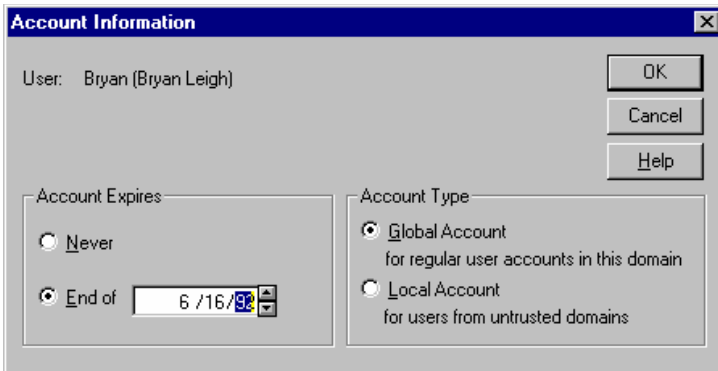 Account Information
User: Bryan (Bryan Leigh)
OK
Cancel
Help
Account Expires
Never
End of 6 /16/92
Account Type
Global Account
for regular user accounts in this domain
Local Account
for users from untrusted domains